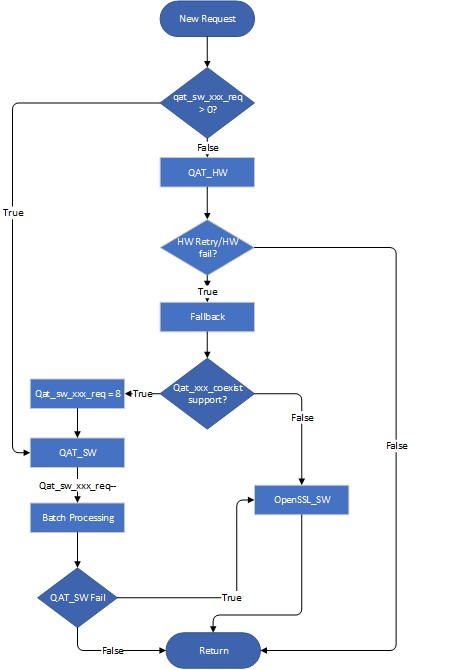 New Request
qat_sw_xxx_req
> 0?
False
QAT_HW
True
HW Retry/HW
fail?
True
Fallback
Qat_xxx_coexist
support?
Qat_sw_xxx_req = 8
True
False
False
QAT_SW
Qat_sw_xxx_req--
OpenSSL_SW
Batch Processing
QAT_SW Fail
True
False
Return